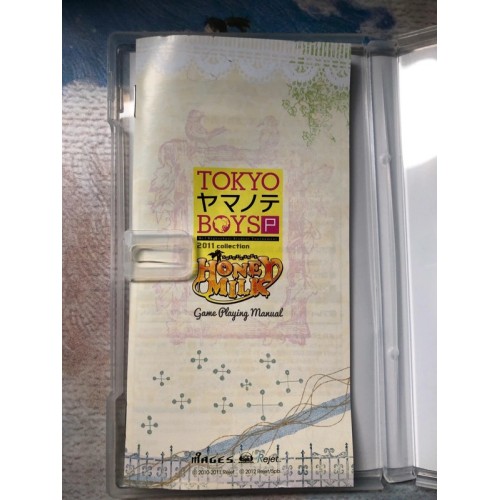 TOKYO
ヤマノテ
BOYS P
2011 collection
HONEY
MILK
Game Playing Manual
MAGES. Rejet
© 2010-2011 Rejet © 2012 Rejet/5pb.